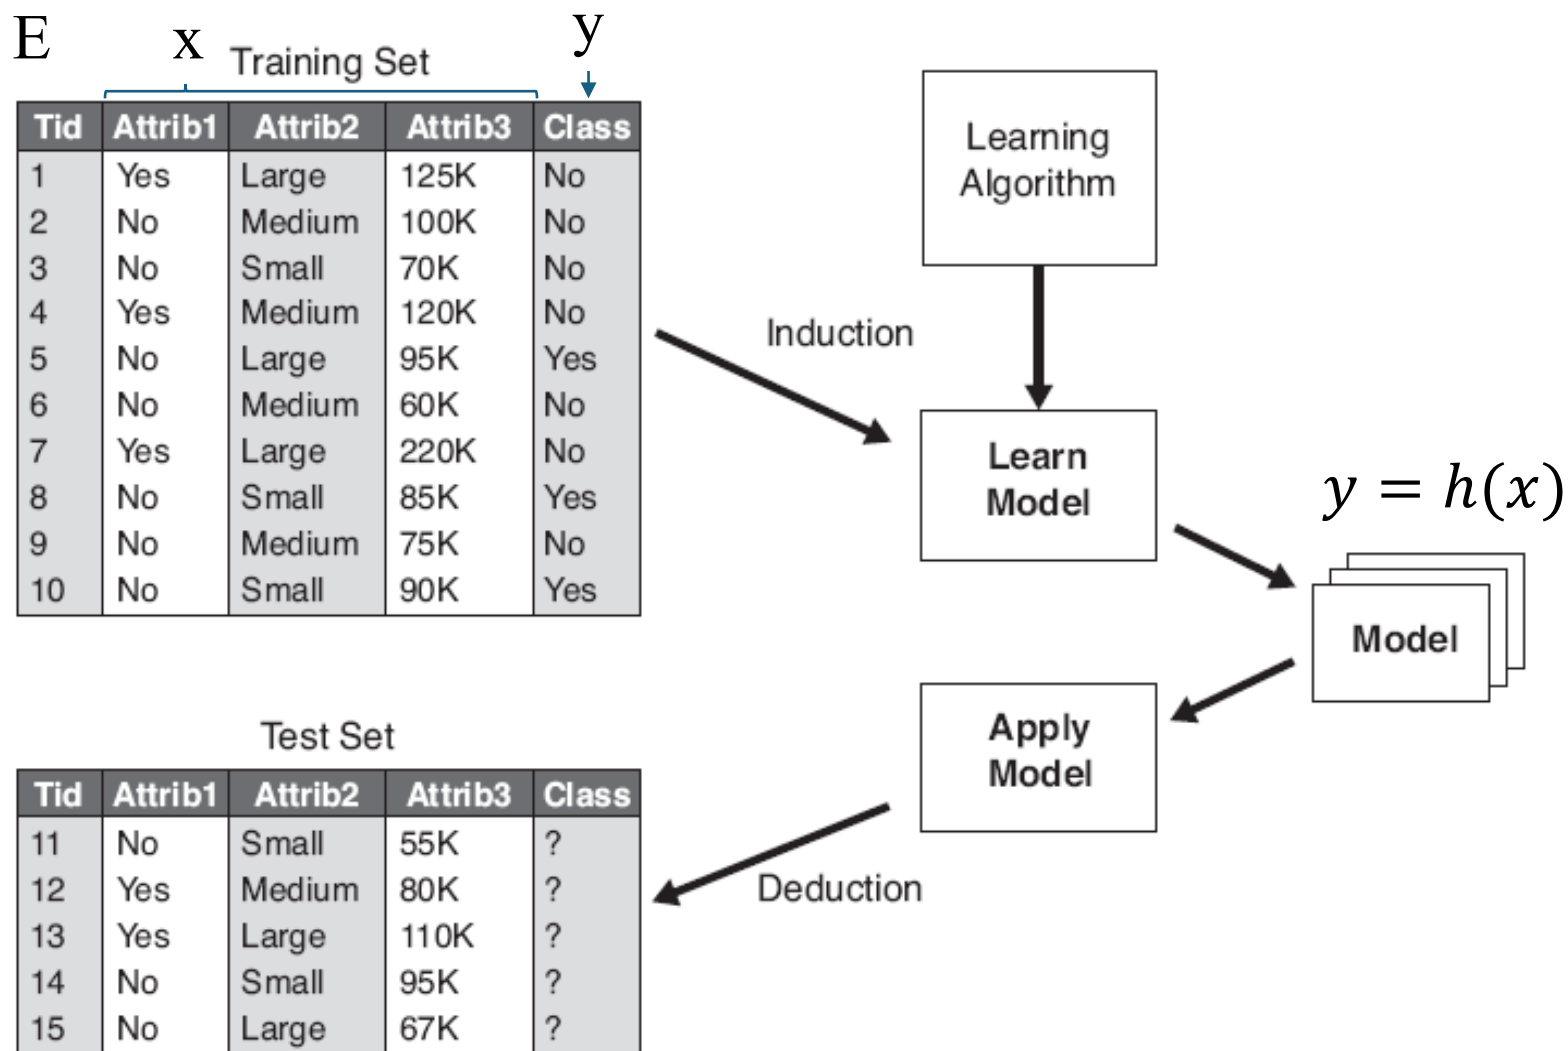 E
x
y
Training Set
Tid Attrib1 Attrib2 Attrib3 Class
1 Yes Large 125K No
2 No Medium 100K No
3 No Small 70K No
4 Yes Medium 120K No
5 No Large 95K Yes
6 No Medium 60K No
7 Yes Large 220K No
8 No Small 85K Yes
9 No Medium 75K No
10 No Small 90K Yes
Learning
Algorithm
Induction
Learn
Model
y = h(x)
Model
Apply
Model
Deduction
Test Set
Tid Attrib1 Attrib2 Attrib3 Class
11 No Small 55K ?
12 Yes Medium 80K ?
13 Yes Large 110K ?
14 No Small 95K ?
15 No Large 67K ?